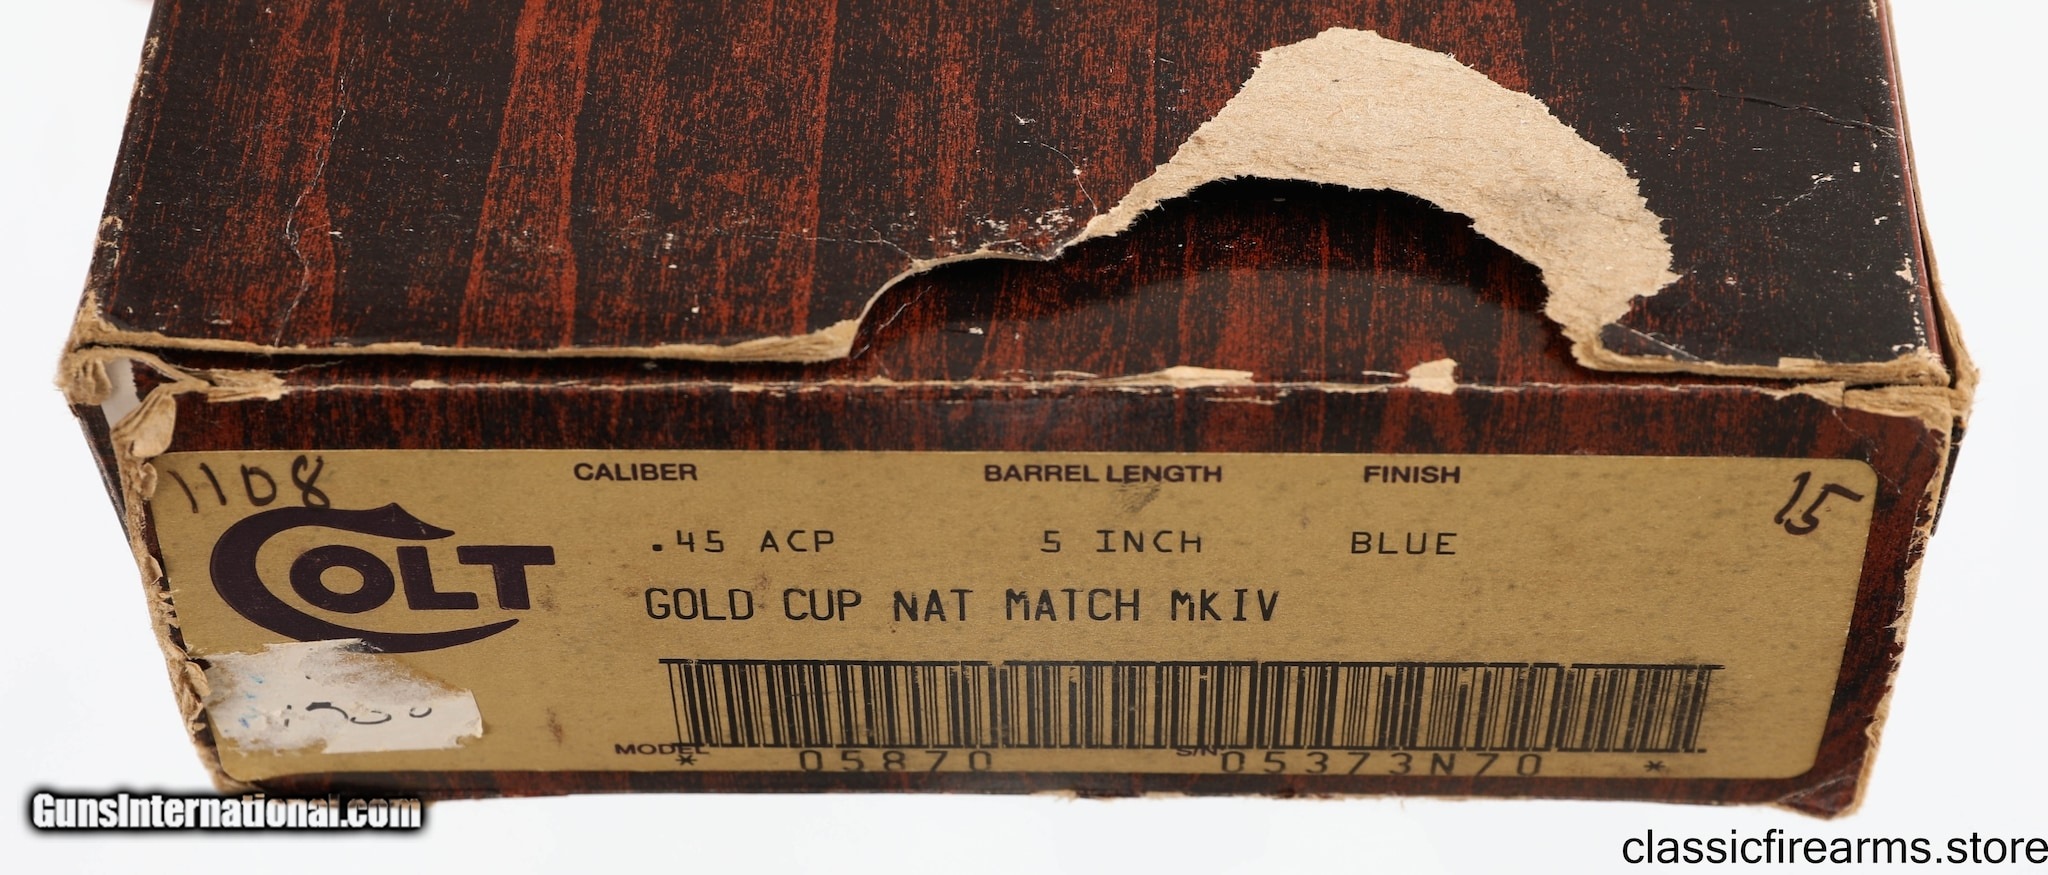 1108
CALIBER BARREL LENGTH FINISH
15
COLT
.45 ACP 5 INCH BLUE
GOLD CUP NAT MATCH MKIV
MODEL S/N
* 05870 05373N70 *
GunsInternational.com
classicfirearms.store